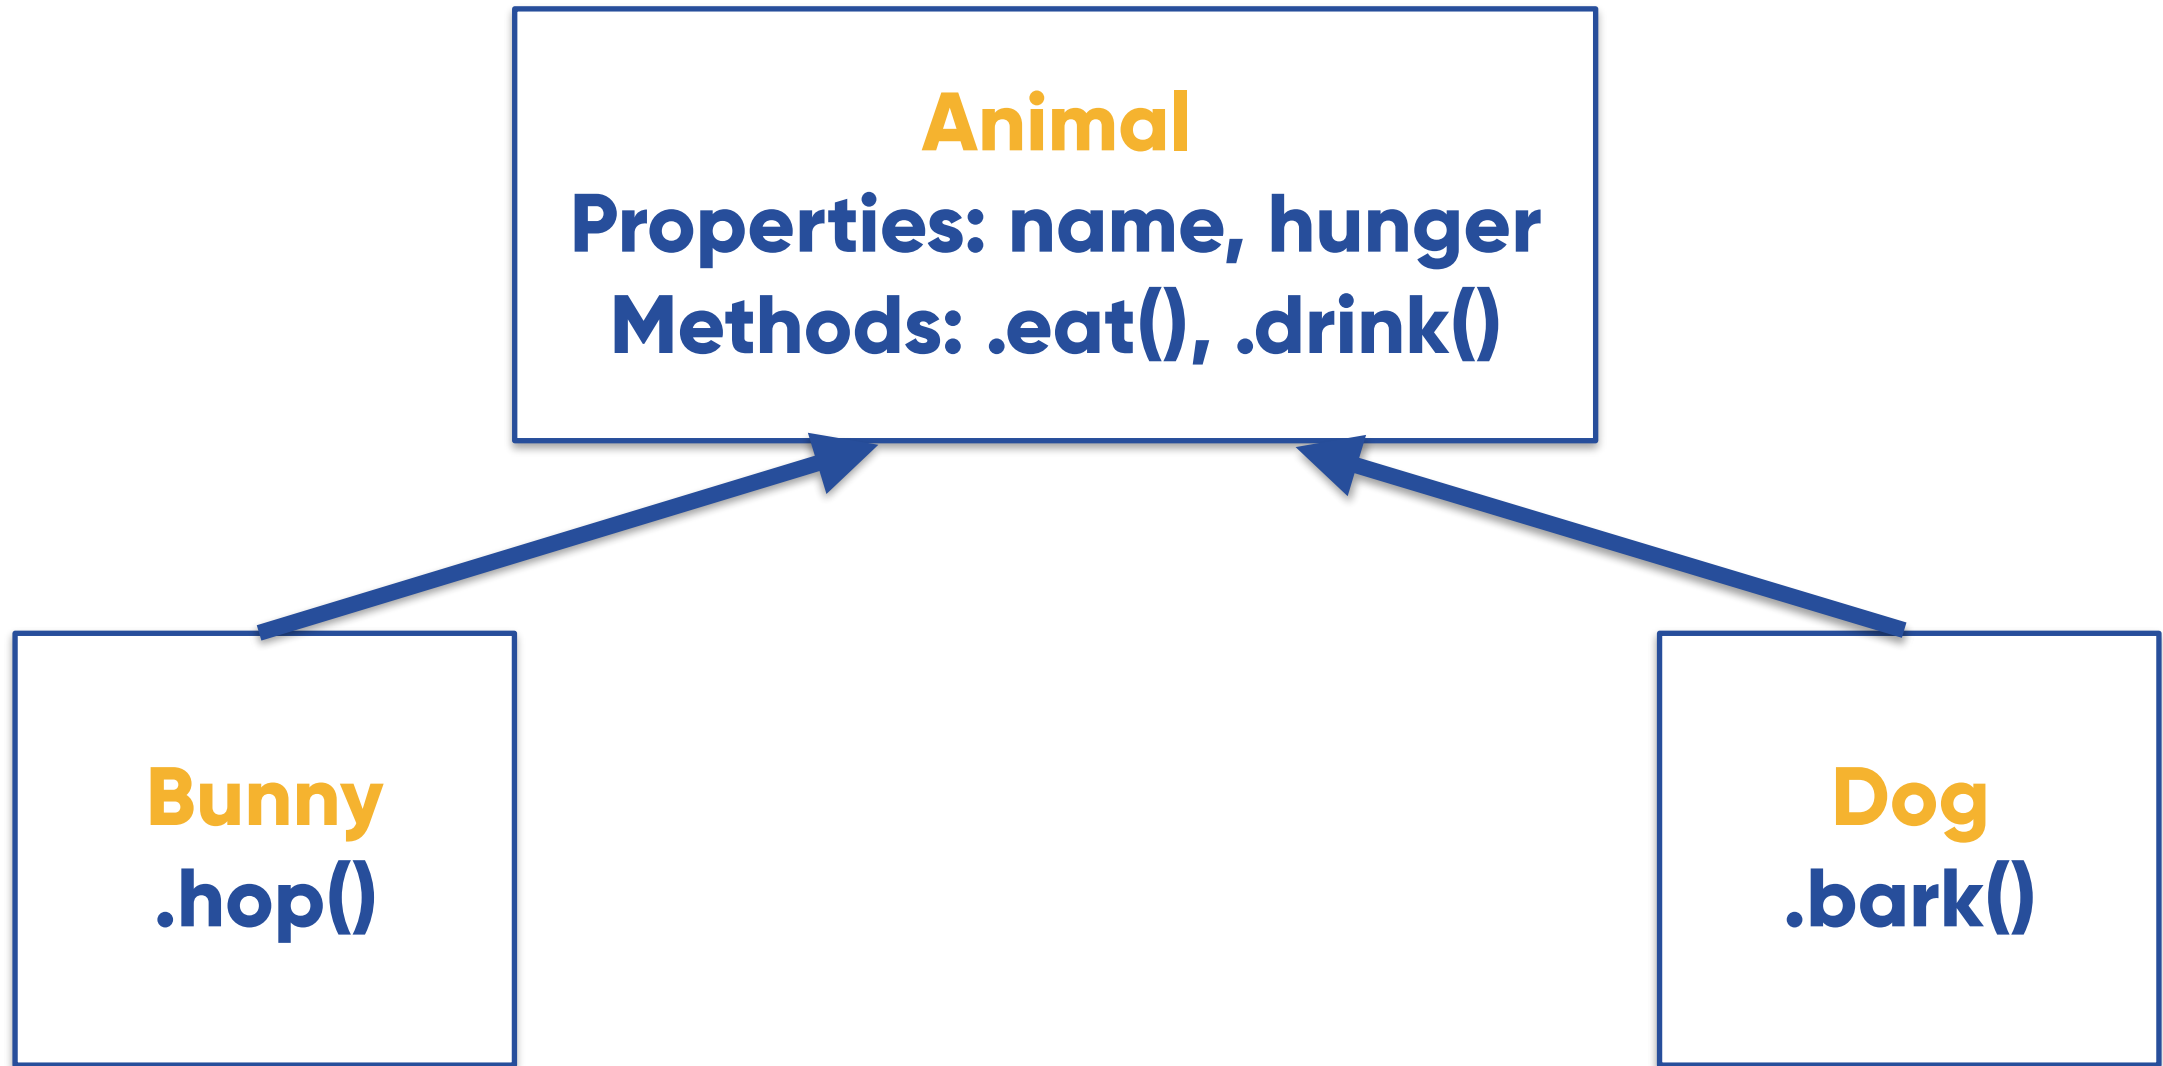 Animal
Properties: name, hunger
Methods: .eat(), .drink()
Bunny
.hop()
Dog
.bark()